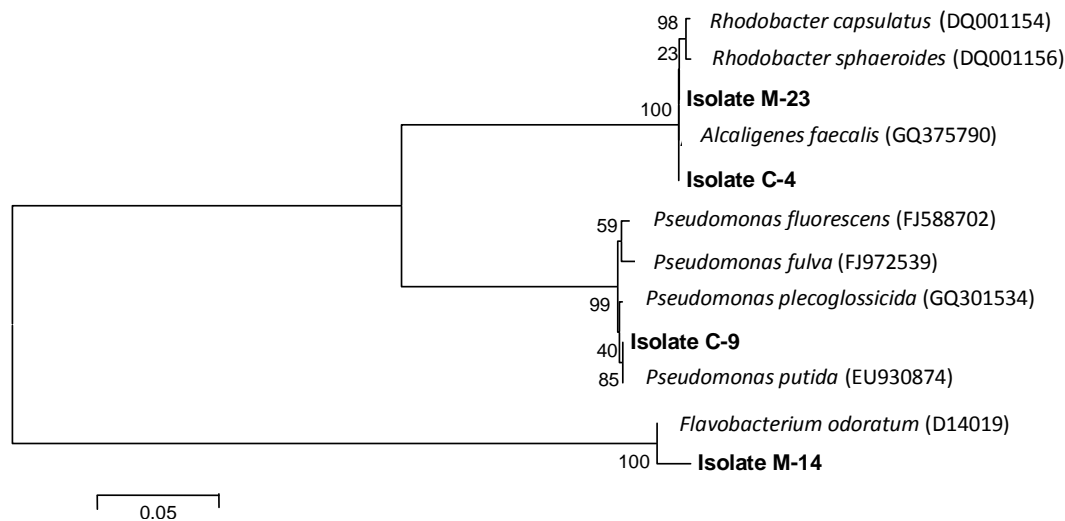 98
Rhodobacter capsulatus (DQ001154)
23
Rhodobacter sphaeroides (DQ001156)
Isolate M-23
100
Alcaligenes faecalis (GQ375790)
Isolate C-4
59
Pseudomonas fluorescens (FJ588702)
Pseudomonas fulva (FJ972539)
99
Pseudomonas plecoglossicida (GQ301534)
Isolate C-9
40
85
Pseudomonas putida (EU930874)
Flavobacterium odoratum (D14019)
100
Isolate M-14
0.05